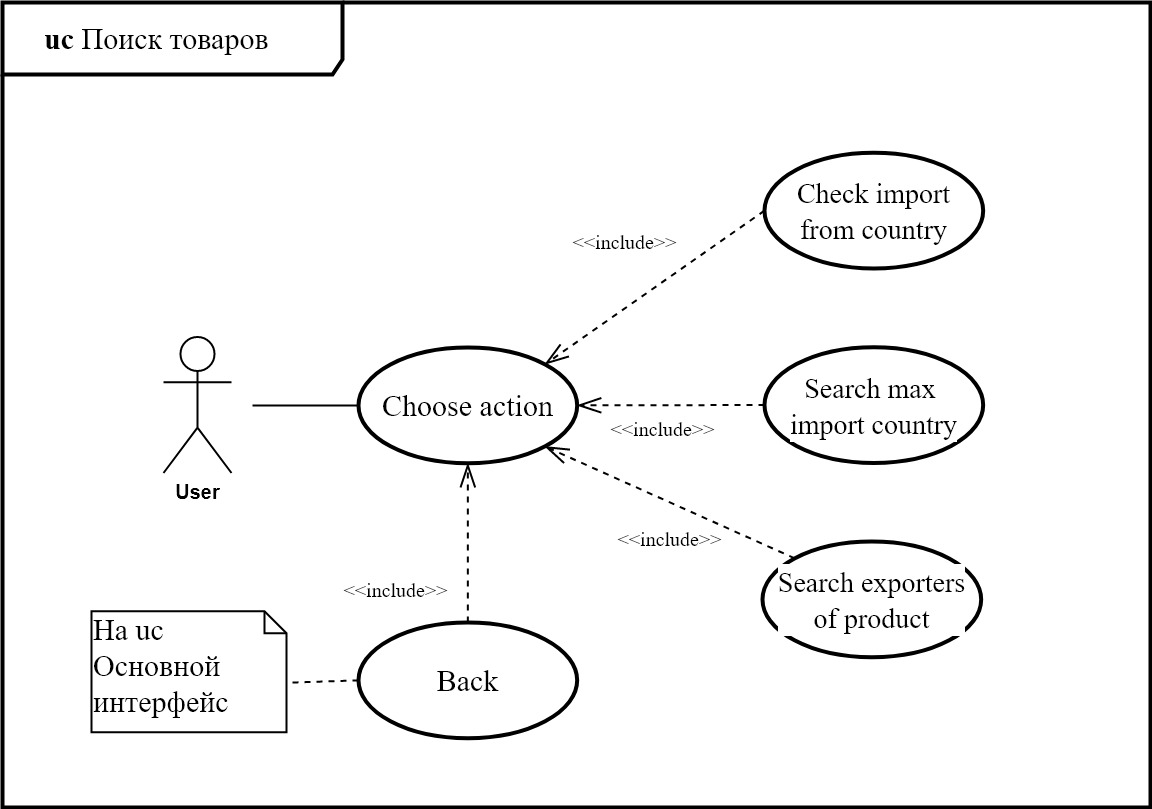 uc Поиск товаров
Check import
from country
<<include>>
Search max
import country
Choose action
<<include>>
User
<<include>>
Search exporters
of product
<<include>>
На uc
Основной
интерфейс
Back